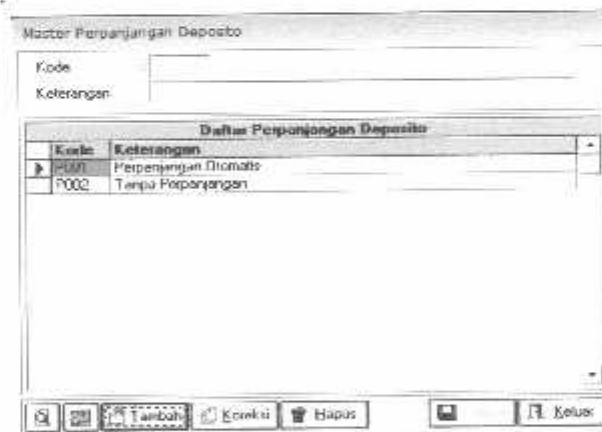 Master Perpanjangan Deposito
Kode
Keterangan
Daftar Perpanjangan Deposito
Kode Keterangan
P001 Perpanjangan Otomatis
P002 Tanpa Perpanjangan
Tambah Koreksi Hapus Keluar